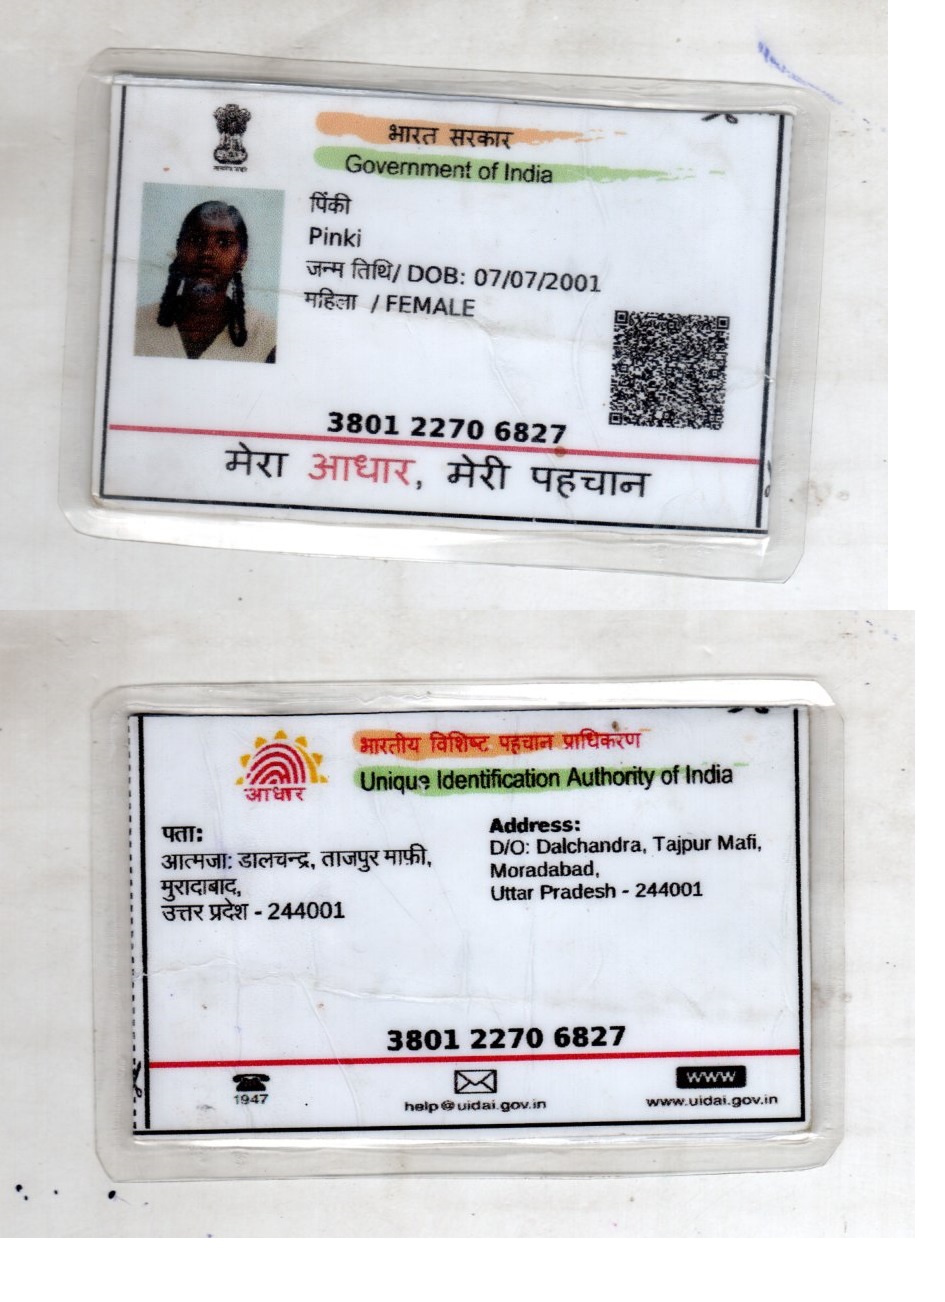 भारत सरकार
Government of India
पिंकी
Pinki
जन्म तिथि/ DOB: 07/07/2001
महिला / FEMALE
3801 2270 6827
मेरा आधार, मेरी पहचान
भारतीय विशिष्ट पहचान प्राधिकरण
Unique Identification Authority of India
आधार
पता:
आत्मजा: डालचन्द्र, ताजपुर माफ़ी,
मुरादाबाद,
उत्तर प्रदेश - 244001
Address:
D/O: Dalchandra, Tajpur Mafi,
Moradabad,
Uttar Pradesh - 244001
3801 2270 6827
1947
help@uidai.gov.in
www
www.uidai.gov.in